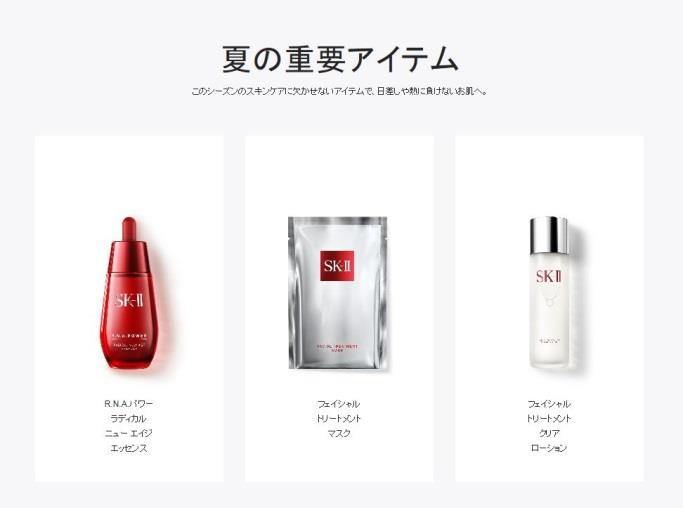 夏の重要アイテム
このシーズンのスキンケアに欠かせないアイテムで、日差しや熱に負けないお肌へ。
SK-II
R.N.A. POWER
R.N.A.パワー
ラディカル
ニュー エイジ
エッセンス
SK-II
FACIAL TREATMENT
MASK
フェイシャル
トリートメント
マスク
SK-II
フェイシャル
トリートメント
クリア
ローション